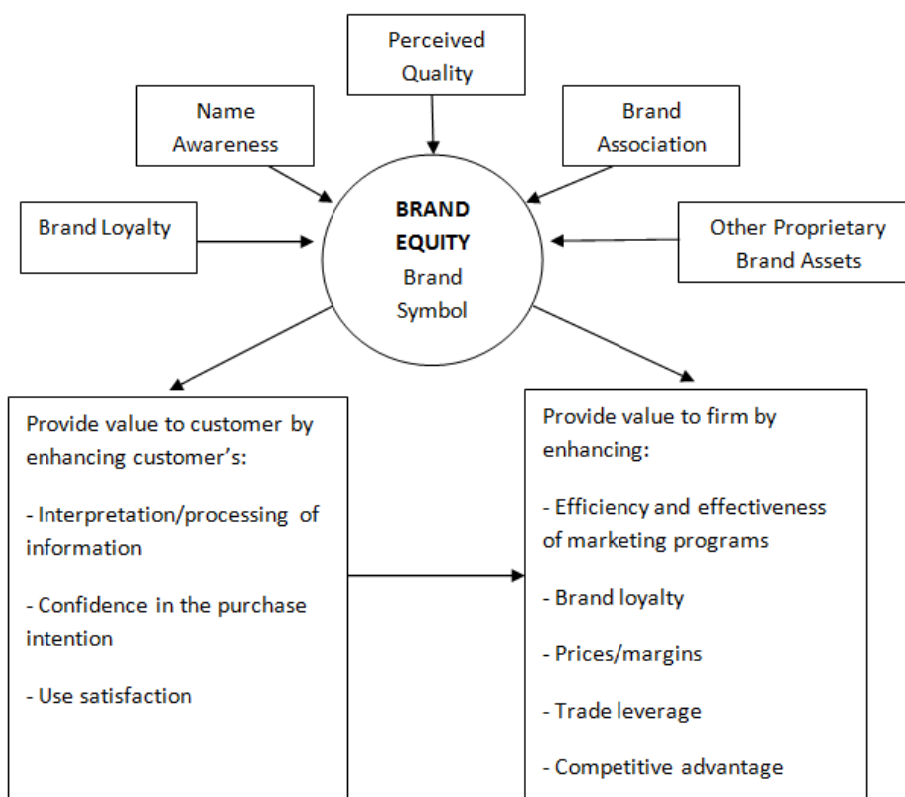 Perceived
Quality
Name
Awareness
Brand
Association
Brand Loyalty
Other Proprietary
Brand Assets
BRAND
EQUITY
Brand
Symbol
Provide value to customer by
enhancing customer’s:
- Interpretation/processing of
information
- Confidence in the purchase
intention
- Use satisfaction
Provide value to firm by
enhancing:
- Efficiency and effectiveness
of marketing programs
- Brand loyalty
- Prices/margins
- Trade leverage
- Competitive advantage